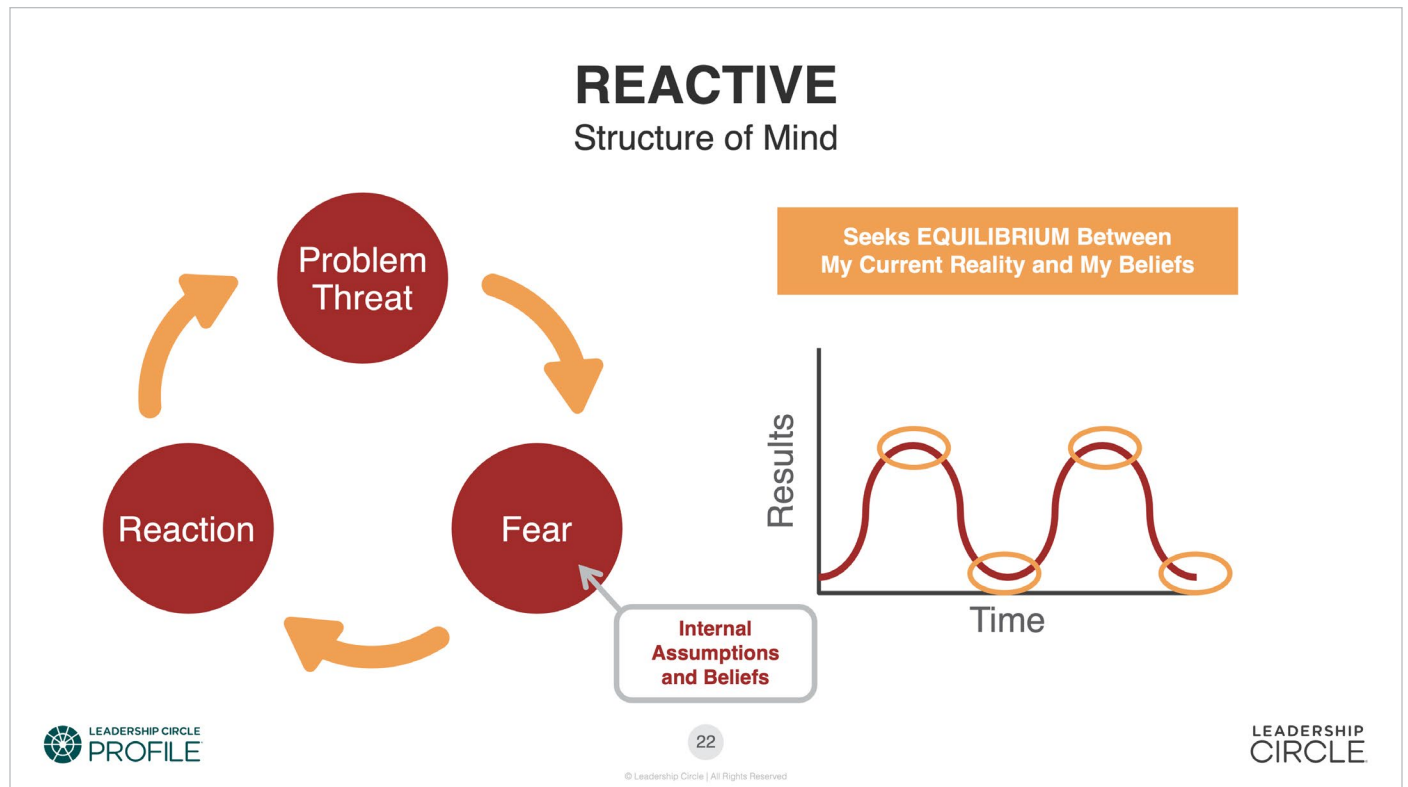 REACTIVE
Structure of Mind
Problem
Threat
Fear
Reaction
Internal
Assumptions
and Beliefs
Seeks EQUILIBRIUM Between
My Current Reality and My Beliefs
Results
Time
LEADERSHIP CIRCLE
PROFILE
22
© Leadership Circle | All Rights Reserved
LEADERSHIP
CIRCLE